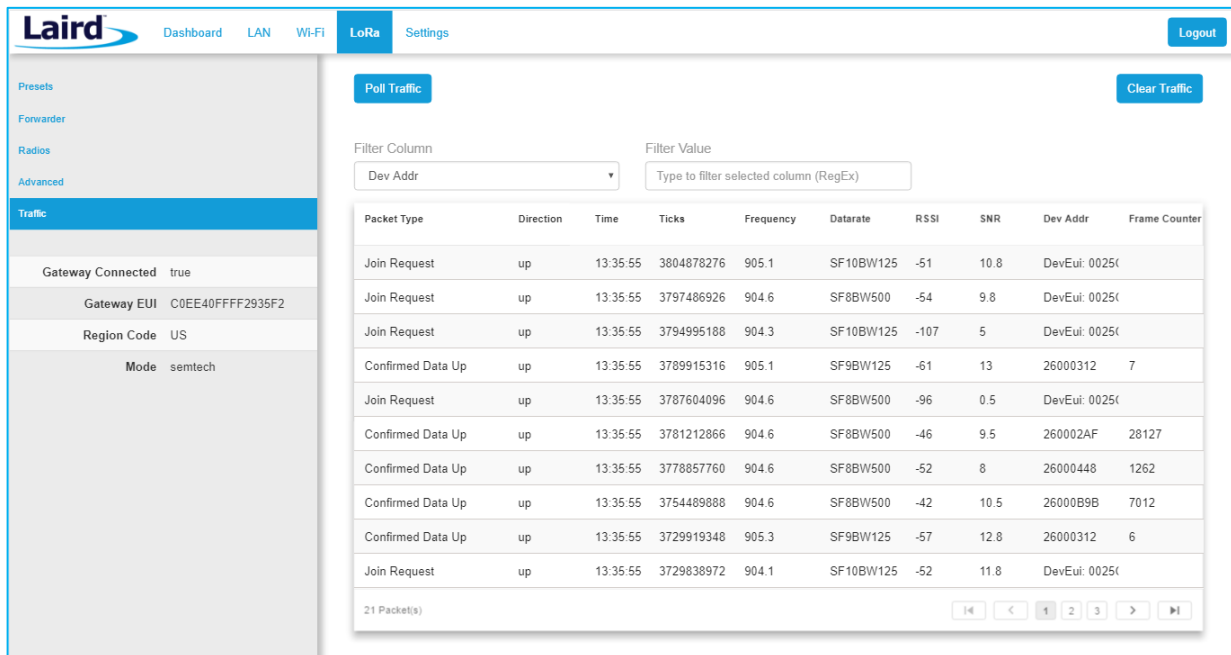 Laird Dashboard LAN Wi-Fi LoRa Settings Logout
Presets
Forwarder
Radios
Advanced
Traffic
Gateway Connected true
Gateway EUI C0EE40FFFF2935F2
Region Code US
Mode semtech
Poll Traffic Clear Traffic
Filter Column Filter Value
Dev Addr Type to filter selected column (RegEx)
Packet Type Direction Time Ticks Frequency Datarate RSSI SNR Dev Addr Frame Counter
Join Request up 13:35:55 3804878276 905.1 SF10BW125 -51 10.8 DevEui: 0025(
Join Request up 13:35:55 3797486926 904.6 SF8BW500 -54 9.8 DevEui: 0025(
Join Request up 13:35:55 3794995188 904.3 SF10BW125 -107 5 DevEui: 0025(
Confirmed Data Up up 13:35:55 3789915316 905.1 SF9BW125 -61 13 26000312 7
Join Request up 13:35:55 3787604096 904.6 SF8BW500 -96 0.5 DevEui: 0025(
Confirmed Data Up up 13:35:55 3781212866 904.6 SF8BW500 -46 9.5 260002AF 28127
Confirmed Data Up up 13:35:55 3778857760 904.6 SF8BW500 -52 8 26000448 1262
Confirmed Data Up up 13:35:55 3754489888 904.6 SF8BW500 -42 10.5 26000B9B 7012
Confirmed Data Up up 13:35:55 3729919348 905.3 SF9BW125 -57 12.8 26000312 6
Join Request up 13:35:55 3729838972 904.1 SF10BW125 -52 11.8 DevEui: 0025(
21 Packet(s) 1 2 3